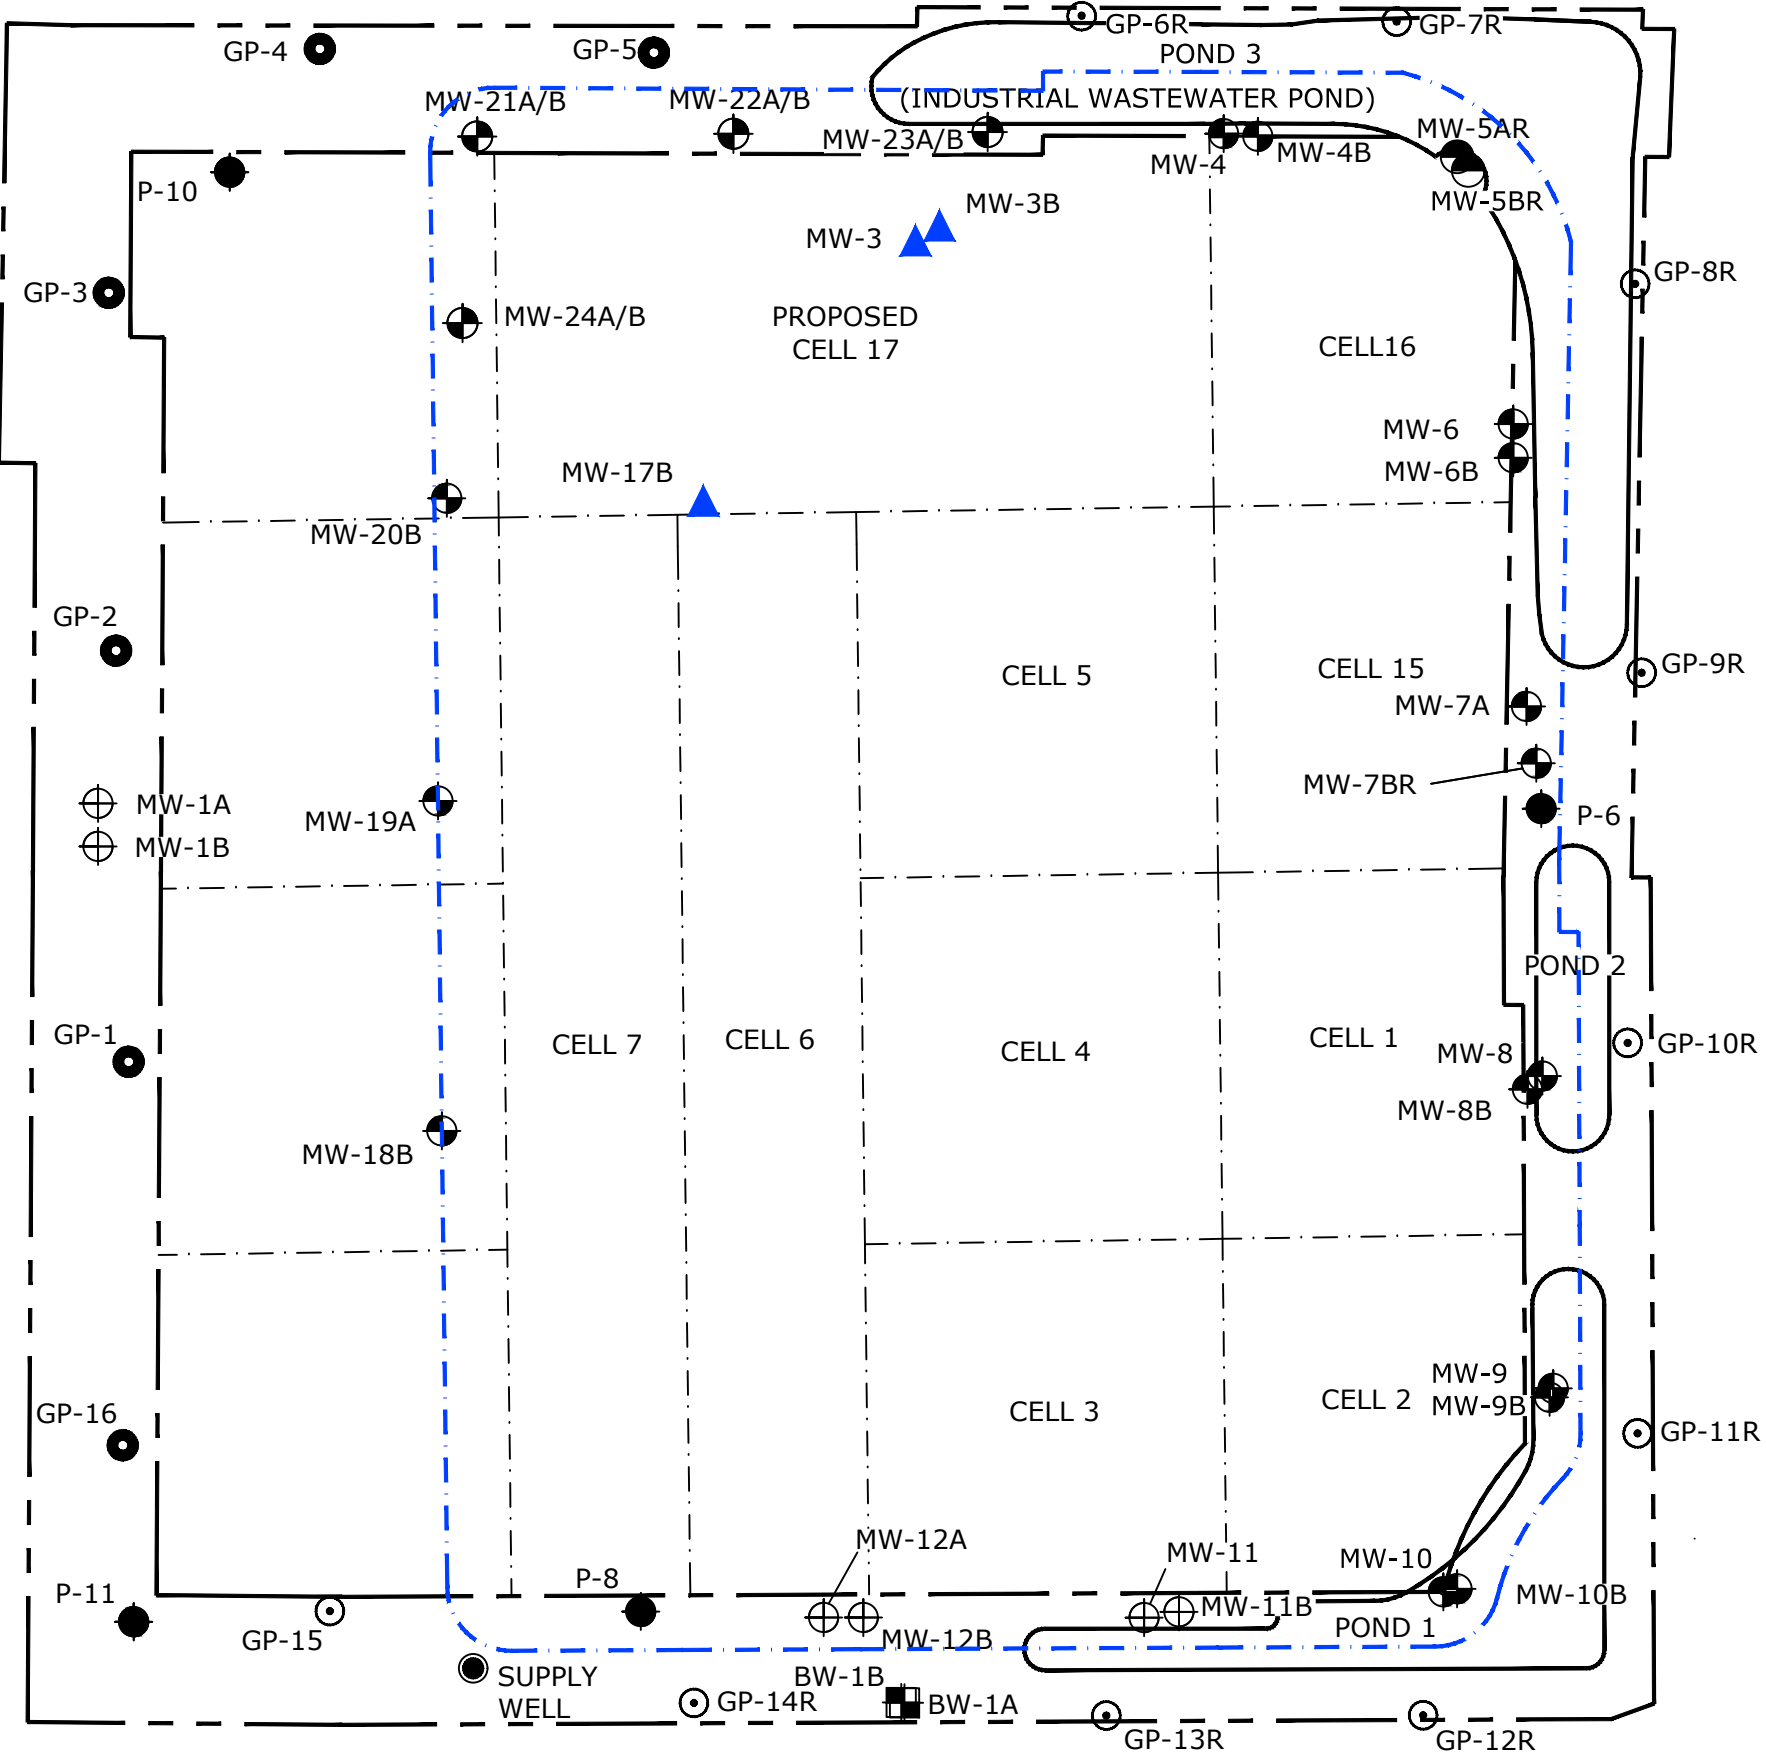 GP-6R
GP-7R
GP-4
GP-5
POND 3
MW-21A/B
MW-22A/B
(INDUSTRIAL WASTEWATER POND)
MW-23A/B
MW-4
MW-4B
MW-5AR
P-10
MW-5BR
MW-3B
MW-3
GP-3
GP-8R
MW-24A/B
PROPOSED
CELL 17
CELL16
MW-6
MW-6B
MW-17B
MW-20B
GP-2
CELL 5
CELL 15
GP-9R
MW-7A
MW-7BR
MW-1A
MW-19A
P-6
MW-1B
POND 2
GP-1
CELL 7
CELL 6
CELL 4
CELL 1
MW-8
GP-10R
MW-8B
MW-18B
MW-9
GP-16
CELL 3
CELL 2
MW-9B
GP-11R
MW-12A
MW-11
MW-10
P-11
P-8
MW-10B
MW-11B
GP-15
MW-12B
POND 1
SUPPLY
WELL
BW-1B
GP-14R
BW-1A
GP-13R
GP-12R